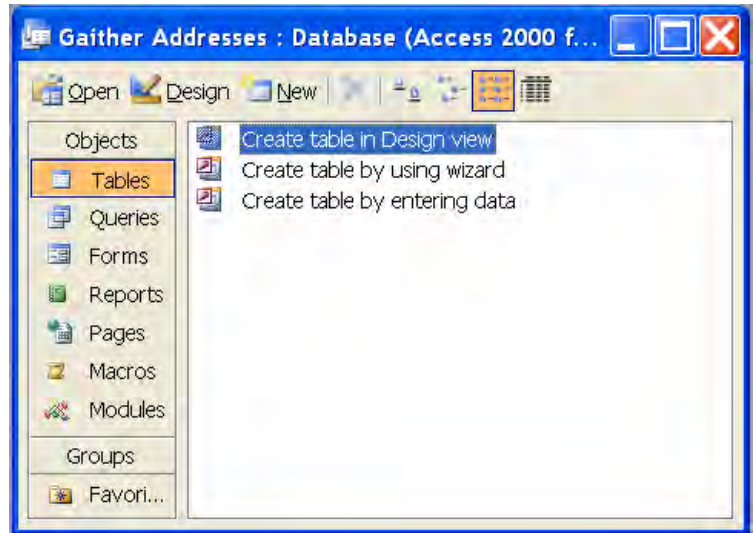 Gaither Addresses : Database (Access 2000 f...
Open Design New
Objects
Tables
Queries
Forms
Reports
Pages
Macros
Modules
Groups
Favori...
Create table in Design view
Create table by using wizard
Create table by entering data